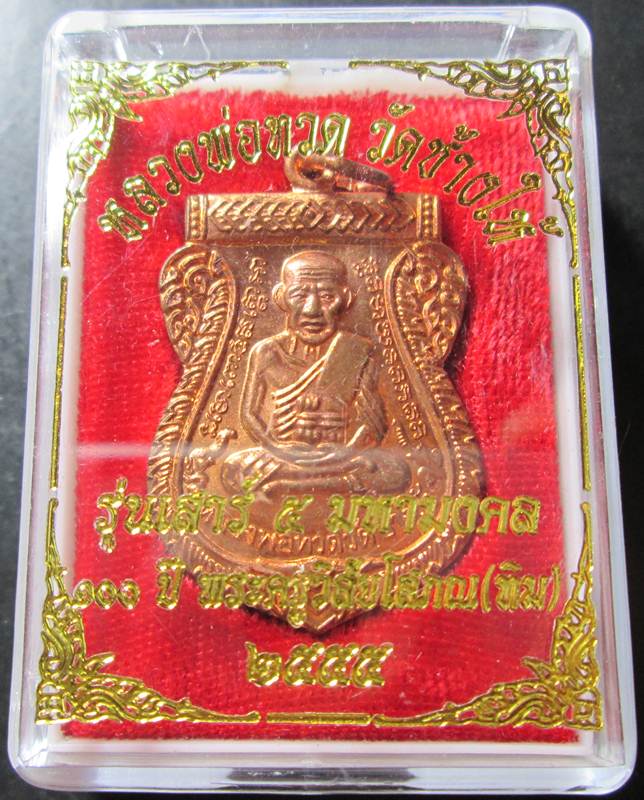 หลวงพ่อทวด วัดช้างให้
รุ่นเสาร์ ๕ มหามงคล
๑๐๐ ปี พระครูวิสัยโสภณ(ทิม)
๒๕๕๕